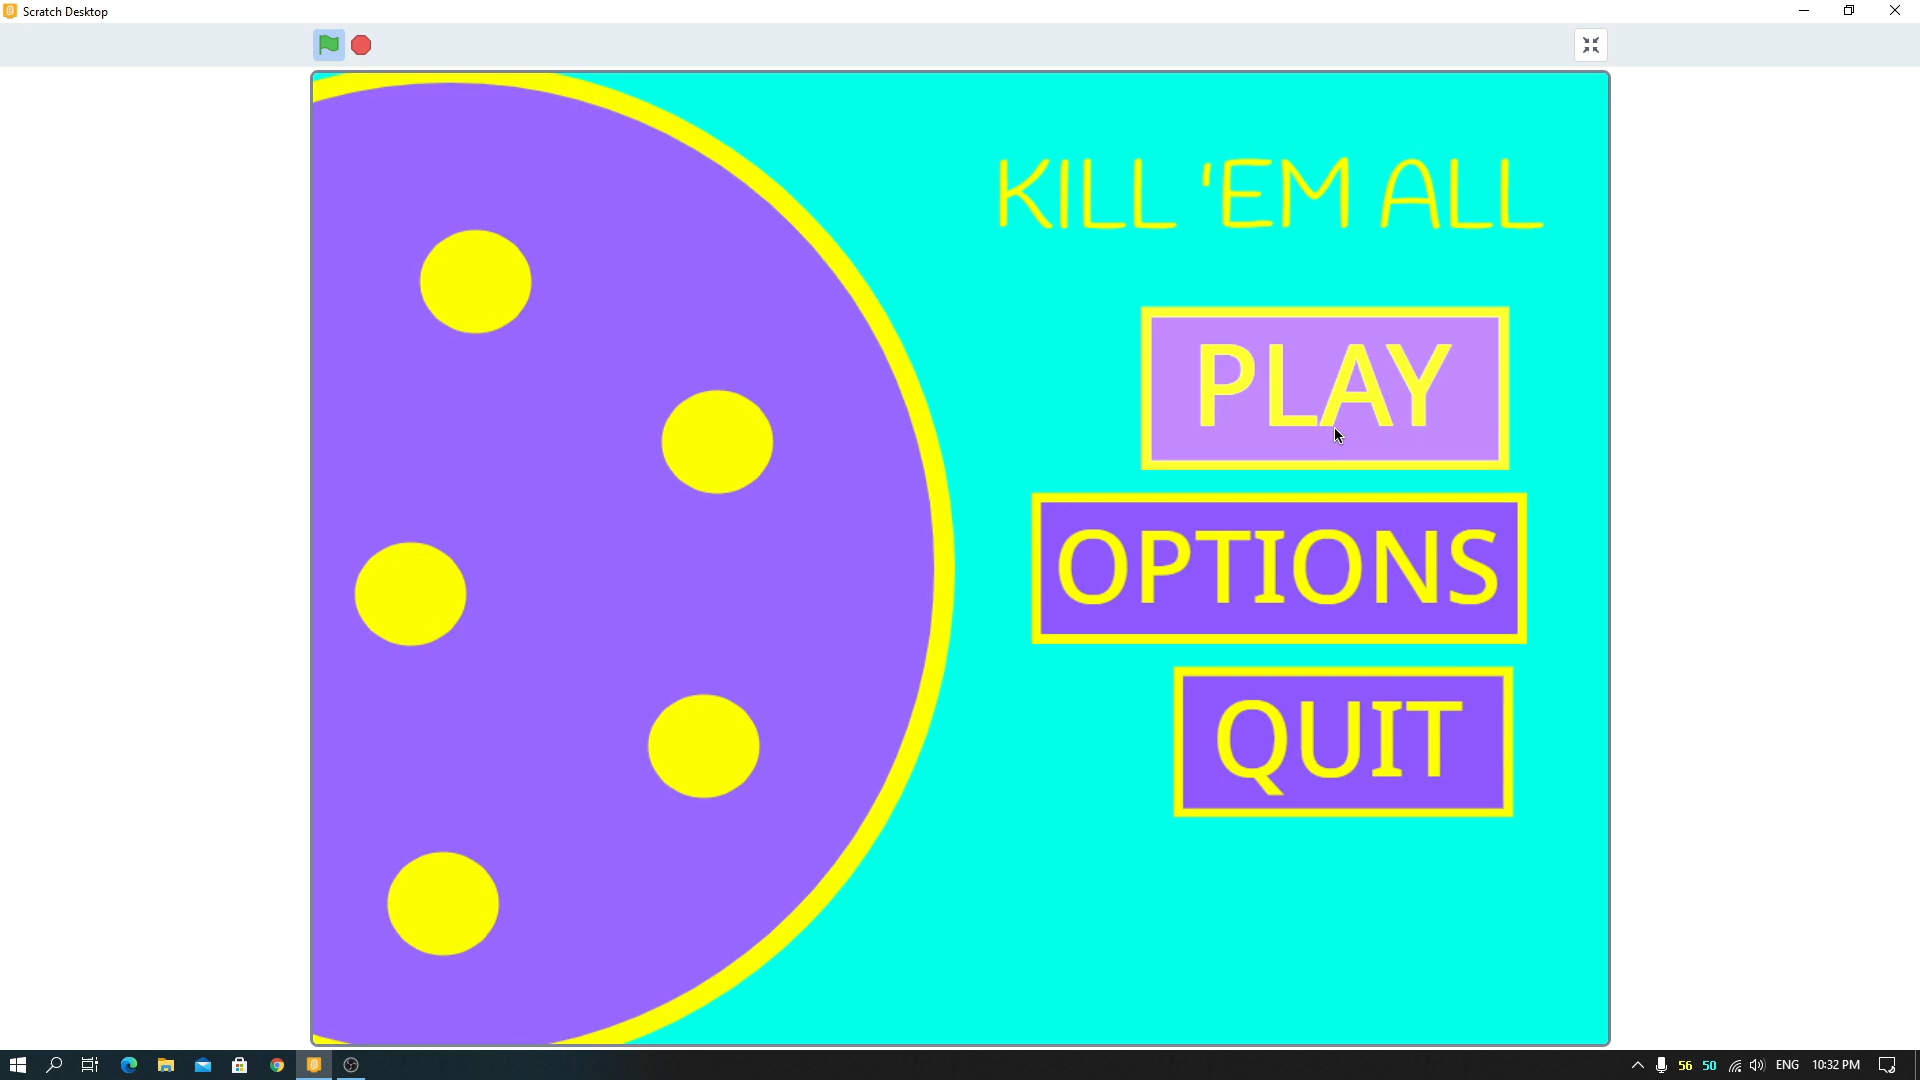 Scratch Desktop
KILL 'EM ALL
PLAY
OPTIONS
QUIT
56 50 ENG 10:32 PM